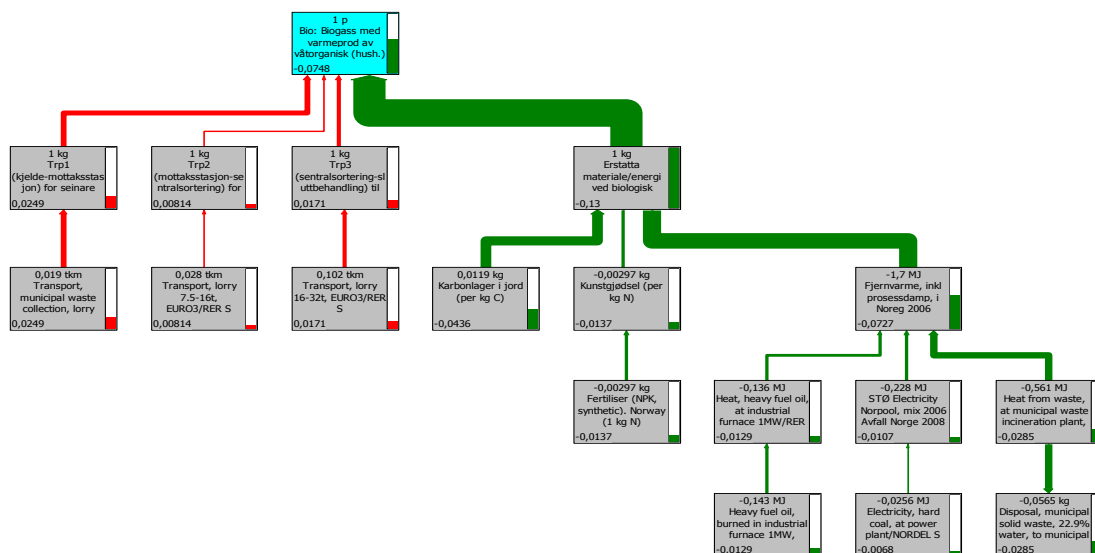 1 p
Bio: Biogass med
varmeprod av
våtorganisk (hush.)
-0,0748
1 kg
Trp1
(kjelde-mottaksstas
jon) for seinare
0,0249
1 kg
Trp2
(mottaksstasjon-se
ntralsortering) for
0,00814
1 kg
Trp3
(sentralsortering-sl
uttbehandling) til
0,0171
1 kg
Erstatta
materiale/energi
ved biologisk
-0,13
0,019 tkm
Transport,
municipal waste
collection, lorry
0,0249
0,028 tkm
Transport, lorry
7.5-16t,
EURO3/RER S
0,00814
0,102 tkm
Transport, lorry
16-32t, EURO3/RER
S
0,0171
0,0119 kg
Karbonlager i jord
(per kg C)
-0,0436
-0,00297 kg
Kunstgjødsel (per
kg N)
-0,0137
-1,7 MJ
Fjernvarme, inkl
prosessdamp, i
Noreg 2006
-0,0727
-0,00297 kg
Fertiliser (NPK,
synthetic). Norway
(1 kg N)
-0,0137
-0,136 MJ
Heat, heavy fuel oil,
at industrial
furnace 1MW/RER
-0,0129
-0,228 MJ
STØ Electricity
Norpool, mix 2006
Avfall Norge 2008
-0,0107
-0,561 MJ
Heat from waste,
at municipal waste
incineration plant,
-0,0285
-0,143 MJ
Heavy fuel oil,
burned in industrial
furnace 1MW,
-0,0129
-0,0256 MJ
Electricity, hard
coal, at power
plant/NORDEL S
-0,0068
-0,0565 kg
Disposal, municipal
solid waste, 22.9%
water, to municipal
-0,0285